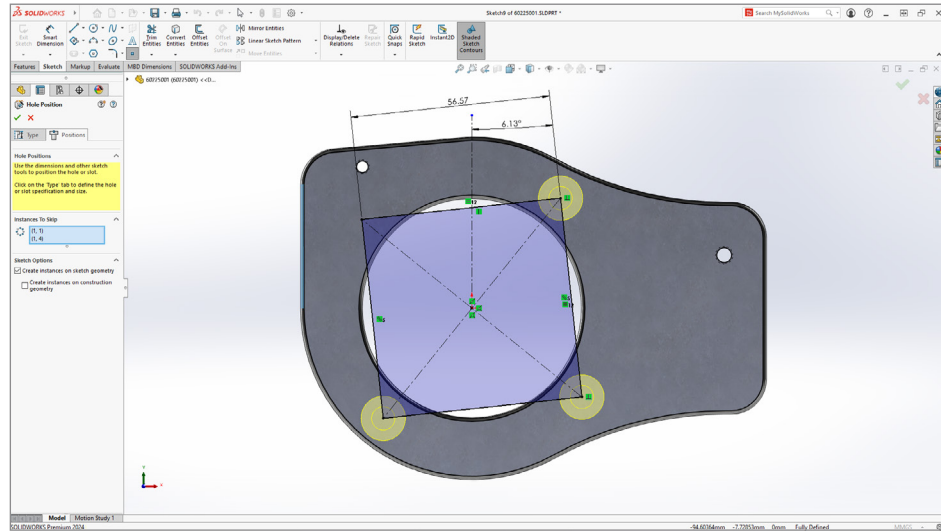 SOLIDWORKS
Sketch9 of 60225001.SLDPRT *
Search MySolidWorks
Exit Sketch
Smart Dimension
Trim Entities
Convert Entities
Offset Entities
Offset On Surface
Mirror Entities
Linear Sketch Pattern
Move Entities
Display/Delete Relations
Repair Sketch
Quick Snaps
Rapid Sketch
Instant2D
Shaded Sketch Contours
Features
Sketch
Markup
Evaluate
MBD Dimensions
SOLIDWORKS Add-Ins
60225001 (60225001) <<D...
Hole Position
Type
Positions
Hole Positions
Use the dimensions and other sketch
tools to position the hole or slot.
Click on the Type tab to define the hole
or slot specification and size.
Instances To Skip
(1, 1)
(1, 4)
Sketch Options
Create instances on sketch geometry
Create instances on construction
geometry
56.57
6.13°
Model
Motion Study 1
SOLIDWORKS Premium 2024
-94.60364mm
-7.72853mm
0mm
Fully Defined
MMGS